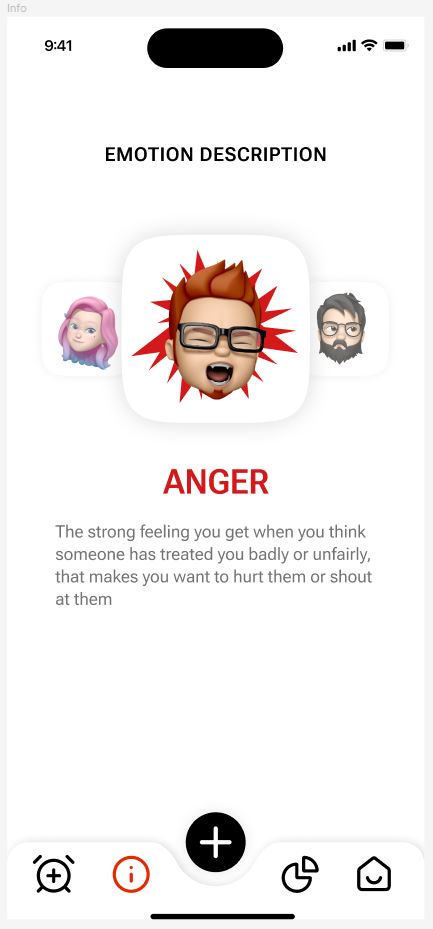 Info
9:41
EMOTION DESCRIPTION
ANGER
The strong feeling you get when you think
someone has treated you badly or unfairly,
that makes you want to hurt them or shout
at them